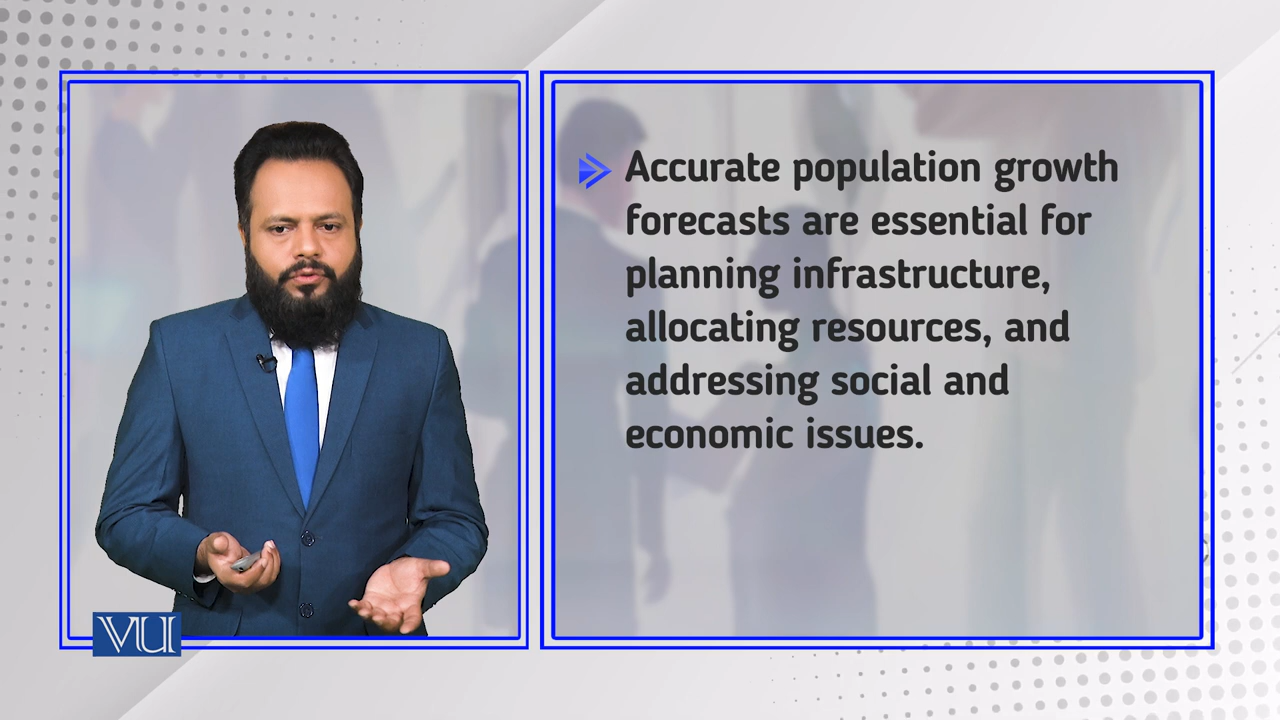 Accurate population growth
forecasts are essential for
planning infrastructure,
allocating resources, and
addressing social and
economic issues.
VU